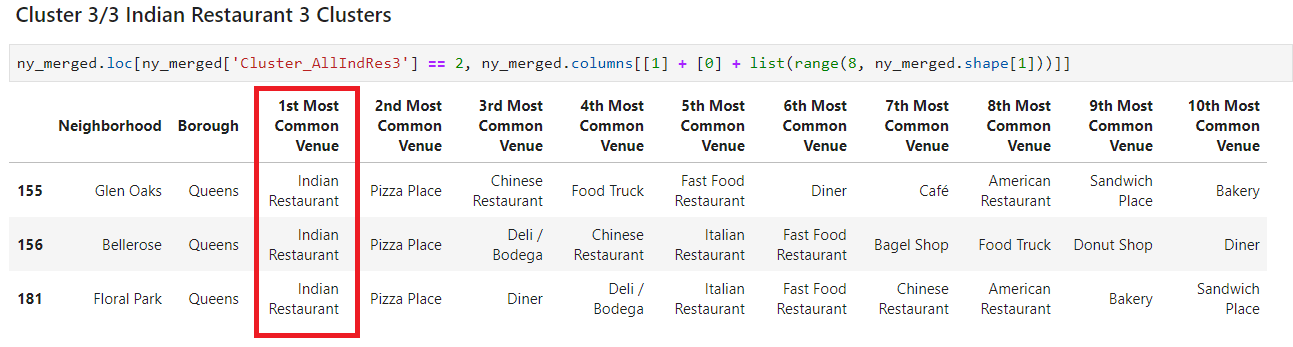 Cluster 3/3 Indian Restaurant 3 Clusters
ny_merged.loc[ny_merged['Cluster_AllIndRes3'] == 2, ny_merged.columns[[1] + [0] + list(range(8, ny_merged.shape[1]))]]
Neighborhood Borough 1st Most Common Venue 2nd Most Common Venue 3rd Most Common Venue 4th Most Common Venue 5th Most Common Venue 6th Most Common Venue 7th Most Common Venue 8th Most Common Venue 9th Most Common Venue 10th Most Common Venue
155 Glen Oaks Queens Indian Restaurant Pizza Place Chinese Restaurant Food Truck Fast Food Restaurant Diner Café American Restaurant Sandwich Place Bakery
156 Bellerose Queens Indian Restaurant Pizza Place Deli / Bodega Chinese Restaurant Italian Restaurant Fast Food Restaurant Bagel Shop Food Truck Donut Shop Diner
181 Floral Park Queens Indian Restaurant Pizza Place Diner Deli / Bodega Italian Restaurant Fast Food Restaurant Chinese Restaurant American Restaurant Bakery Sandwich Place